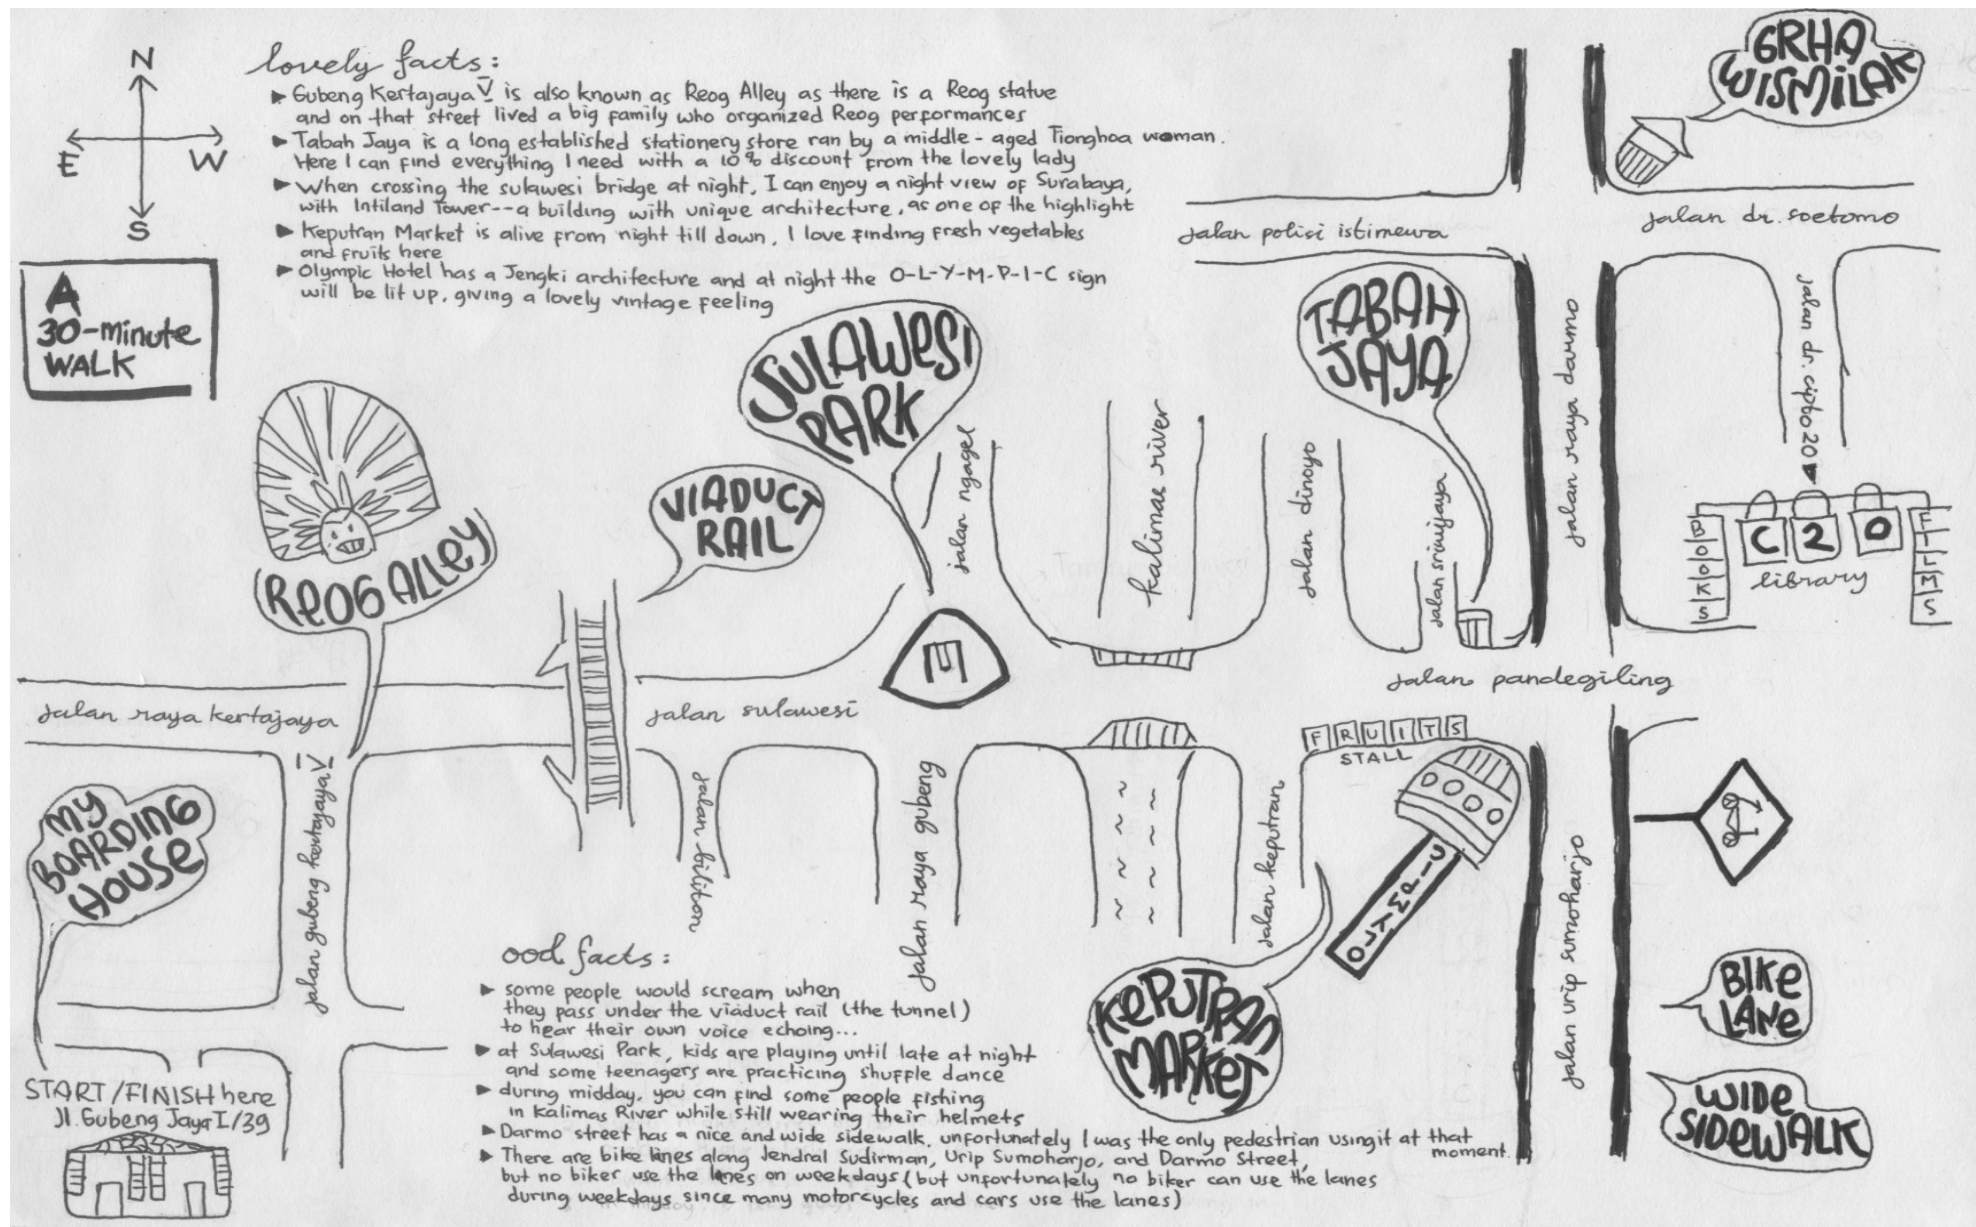 N
E
W
S
lovely facts:
► Gubeng Kertajaya V is also known as Reog Alley as there is a Reog statue
and on that street lived a big family who organized Reog performances
► Tabah Jaya is a long established stationery store ran by a middle-aged Tionghoa woman.
Here I can find everything I need with a 10% discount from the lovely lady
► When crossing the sulawesi bridge at night, I can enjoy a night view of Surabaya,
with Intiland Tower--a building with unique architecture, as one of the highlight
► Keputran Market is alive from night till down, I love finding fresh vegetables
and fruits here
► Olympic Hotel has a Jengki architecture and at night the O-L-Y-M-P-I-C sign
will be lit up, giving a lovely vintage feeling
A
30-minute
WALK
GRHA
WISMILAK
jalan polisi istimewa
jalan dr. soetomo
TABAH
JAYA
SULAWESI
PARK
VIADUCT
RAIL
REOG ALLEY
jalan ngagel
kalimas river
jalan dinoyo
jalan sriwijaya
jalan raya darmo
jalan dr. cipto 20
BOOKS
C2O
FILMS
library
jalan raya kertajaya
jalan sulawesi
jalan pandegiling
FRUITS
STALL
MY
BOARDING
HOUSE
jalan gubeng kertajaya V
jalan biliton
jalan raya gubeng
jalan keputran
OLYMPIC
jalan urip sumoharjo
KEPUTRAN
MARKET
BIKE
LANE
WIDE
SIDEWALK
START/FINISH here
Jl. Gubeng Jaya I/39
ood facts:
► some people would scream when
they pass under the viaduct rail (the tunnel)
to hear their own voice echoing...
► at Sulawesi Park, kids are playing until late at night
and some teenagers are practicing shuffle dance
► during midday, you can find some people fishing
in Kalimas River while still wearing their helmets
► Darmo street has a nice and wide sidewalk, unfortunately I was the only pedestrian using it at that
moment.
► There are bike lanes along Jendral Sudirman, Urip Sumoharjo, and Darmo Street,
but no biker use the lanes on weekdays (but unfortunately no biker can use the lanes
during weekdays since many motorcycles and cars use the lanes)